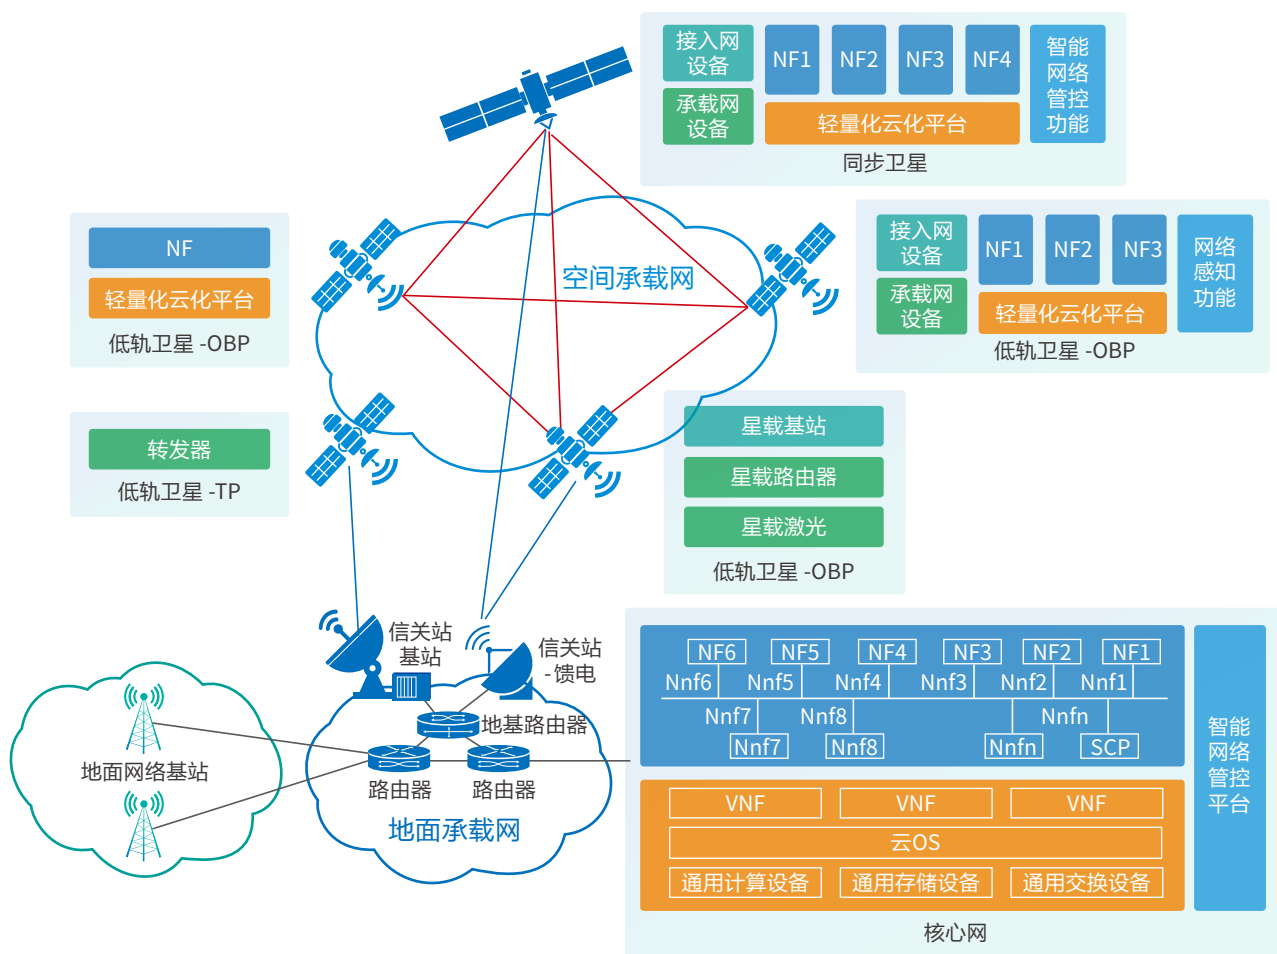 接入网
设备
NF1
NF2
NF3
NF4
智能
网络
管控
功能
承载网
设备
轻量化云化平台
同步卫星
NF
轻量化云化平台
低轨卫星 -OBP
空间承载网
接入网
设备
NF1
NF2
NF3
网络
感知
功能
承载网
设备
轻量化云化平台
低轨卫星 -OBP
转发器
低轨卫星 -TP
星载基站
星载路由器
星载激光
低轨卫星 -OBP
信关站
基站
信关站
-馈电
地基路由器
路由器
路由器
地面承载网
地面网络基站
NF6
NF5
NF4
NF3
NF2
NF1
Nnf6
Nnf5
Nnf4
Nnf3
Nnf2
Nnf1
Nnf7
Nnf8
Nnfn
Nnf7
Nnf8
Nnfn
SCP
VNF
VNF
VNF
云OS
通用计算设备
通用存储设备
通用交换设备
智能
网络
管控
平台
核心网